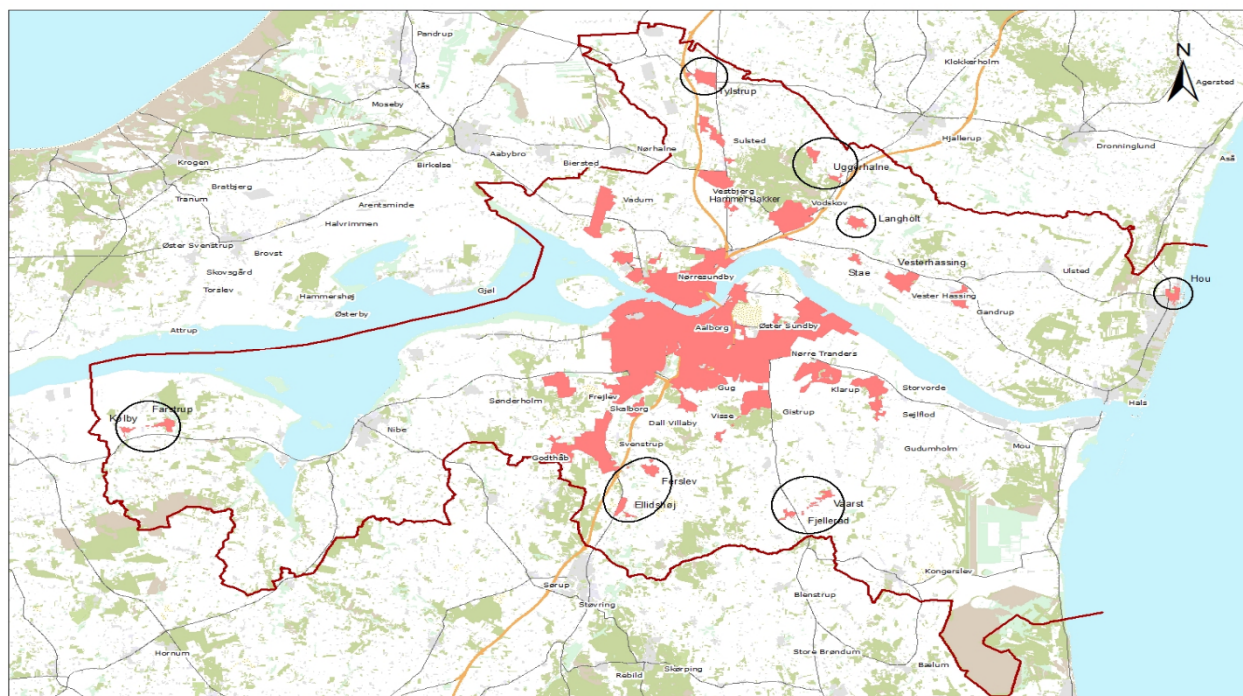 Pandrup
N
Klokkerholm
Agersted
Kås
Tylstrup
Moseby
Hjallerup
Sulsted
Dronninglund
Nørhalne
Aabybro
Krogen
Birkelse
Biersted
Uggerhalne
Aså
Bratbjerg
Vestbjerg
Tranum
Hammer Bakker
Vadum
Vodskov
Arentsminde
Langholt
Halvrimmen
Øster Svenstrup
Brovst
Vesterhassing
Stae
Ulsted
Skovsgård
Nørresundby
Hou
Torslev
Hammershøj
Gjøl
Vester Hassing
Østerby
Gandrup
Attrup
Aalborg
Øster Sundby
Nørre Tranders
Gug
Klarup
Storvorde
Sønderholm
Frejlev
Hals
Farstrup
Skalborg
Visse
Gistrup
Sejlflod
Kølby
Dall Villaby
Nibe
Svenstrup
Mou
Gudumholm
Godthåb
Ferslev
Ellidshøj
Vaarst
Fjellerad
Kongerslev
Sørup
Blenstrup
Støvring
Hornum
Store Brøndum
Skørping
Bælum
Rebild